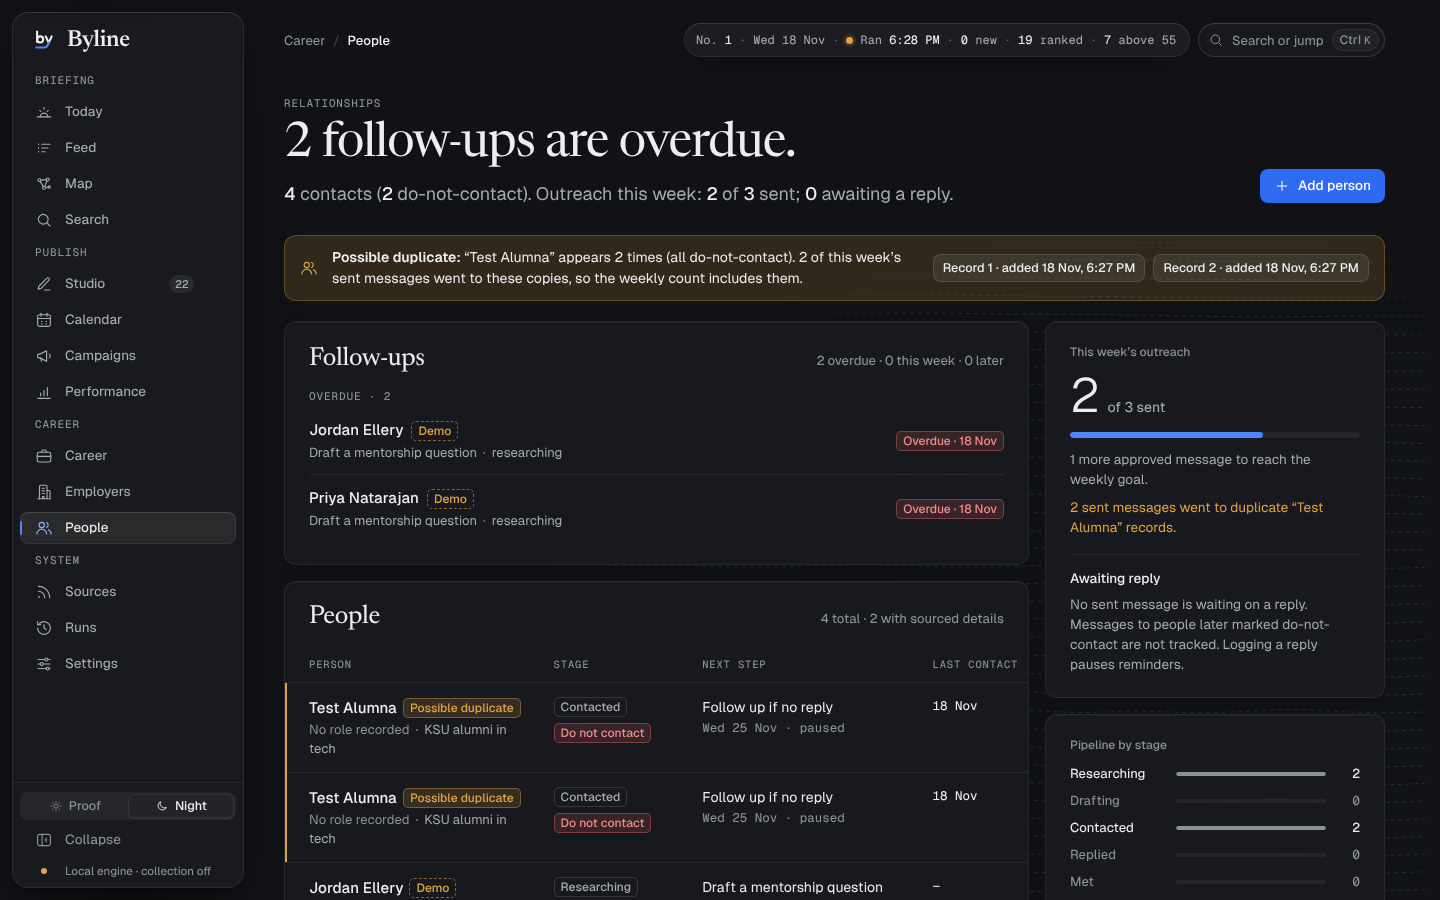 by Byline
BRIEFING
Today
Feed
Map
Search
PUBLISH
Studio 22
Calendar
Campaigns
Performance
CAREER
Career
Employers
People
SYSTEM
Sources
Runs
Settings
Proof Night
Collapse
Local engine · collection off
Career / People
No. 1 · Wed 18 Nov · Ran 6:28 PM · 0 new · 19 ranked · 7 above 55
Search or jump Ctrl K
RELATIONSHIPS
2 follow-ups are overdue.
4 contacts (2 do-not-contact). Outreach this week: 2 of 3 sent; 0 awaiting a reply.
Add person
Possible duplicate: “Test Alumna” appears 2 times (all do-not-contact). 2 of this week’s
sent messages went to these copies, so the weekly count includes them.
Record 1 · added 18 Nov, 6:27 PM
Record 2 · added 18 Nov, 6:27 PM
Follow-ups
2 overdue · 0 this week · 0 later
OVERDUE · 2
Jordan Ellery Demo
Draft a mentorship question · researching
Overdue · 18 Nov
Priya Natarajan Demo
Draft a mentorship question · researching
Overdue · 18 Nov
People
4 total · 2 with sourced details
PERSON STAGE NEXT STEP LAST CONTACT
Test Alumna Possible duplicate
No role recorded · KSU alumni in
tech
Contacted
Do not contact
Follow up if no reply
Wed 25 Nov · paused
18 Nov
Test Alumna Possible duplicate
No role recorded · KSU alumni in
tech
Contacted
Do not contact
Follow up if no reply
Wed 25 Nov · paused
18 Nov
Jordan Ellery Demo
Researching
Draft a mentorship question
–
This week’s outreach
2 of 3 sent
1 more approved message to reach the
weekly goal.
2 sent messages went to duplicate “Test
Alumna” records.
Awaiting reply
No sent message is waiting on a reply.
Messages to people later marked do-not-
contact are not tracked. Logging a reply
pauses reminders.
Pipeline by stage
Researching 2
Drafting 0
Contacted 2
Replied 0
Met 0